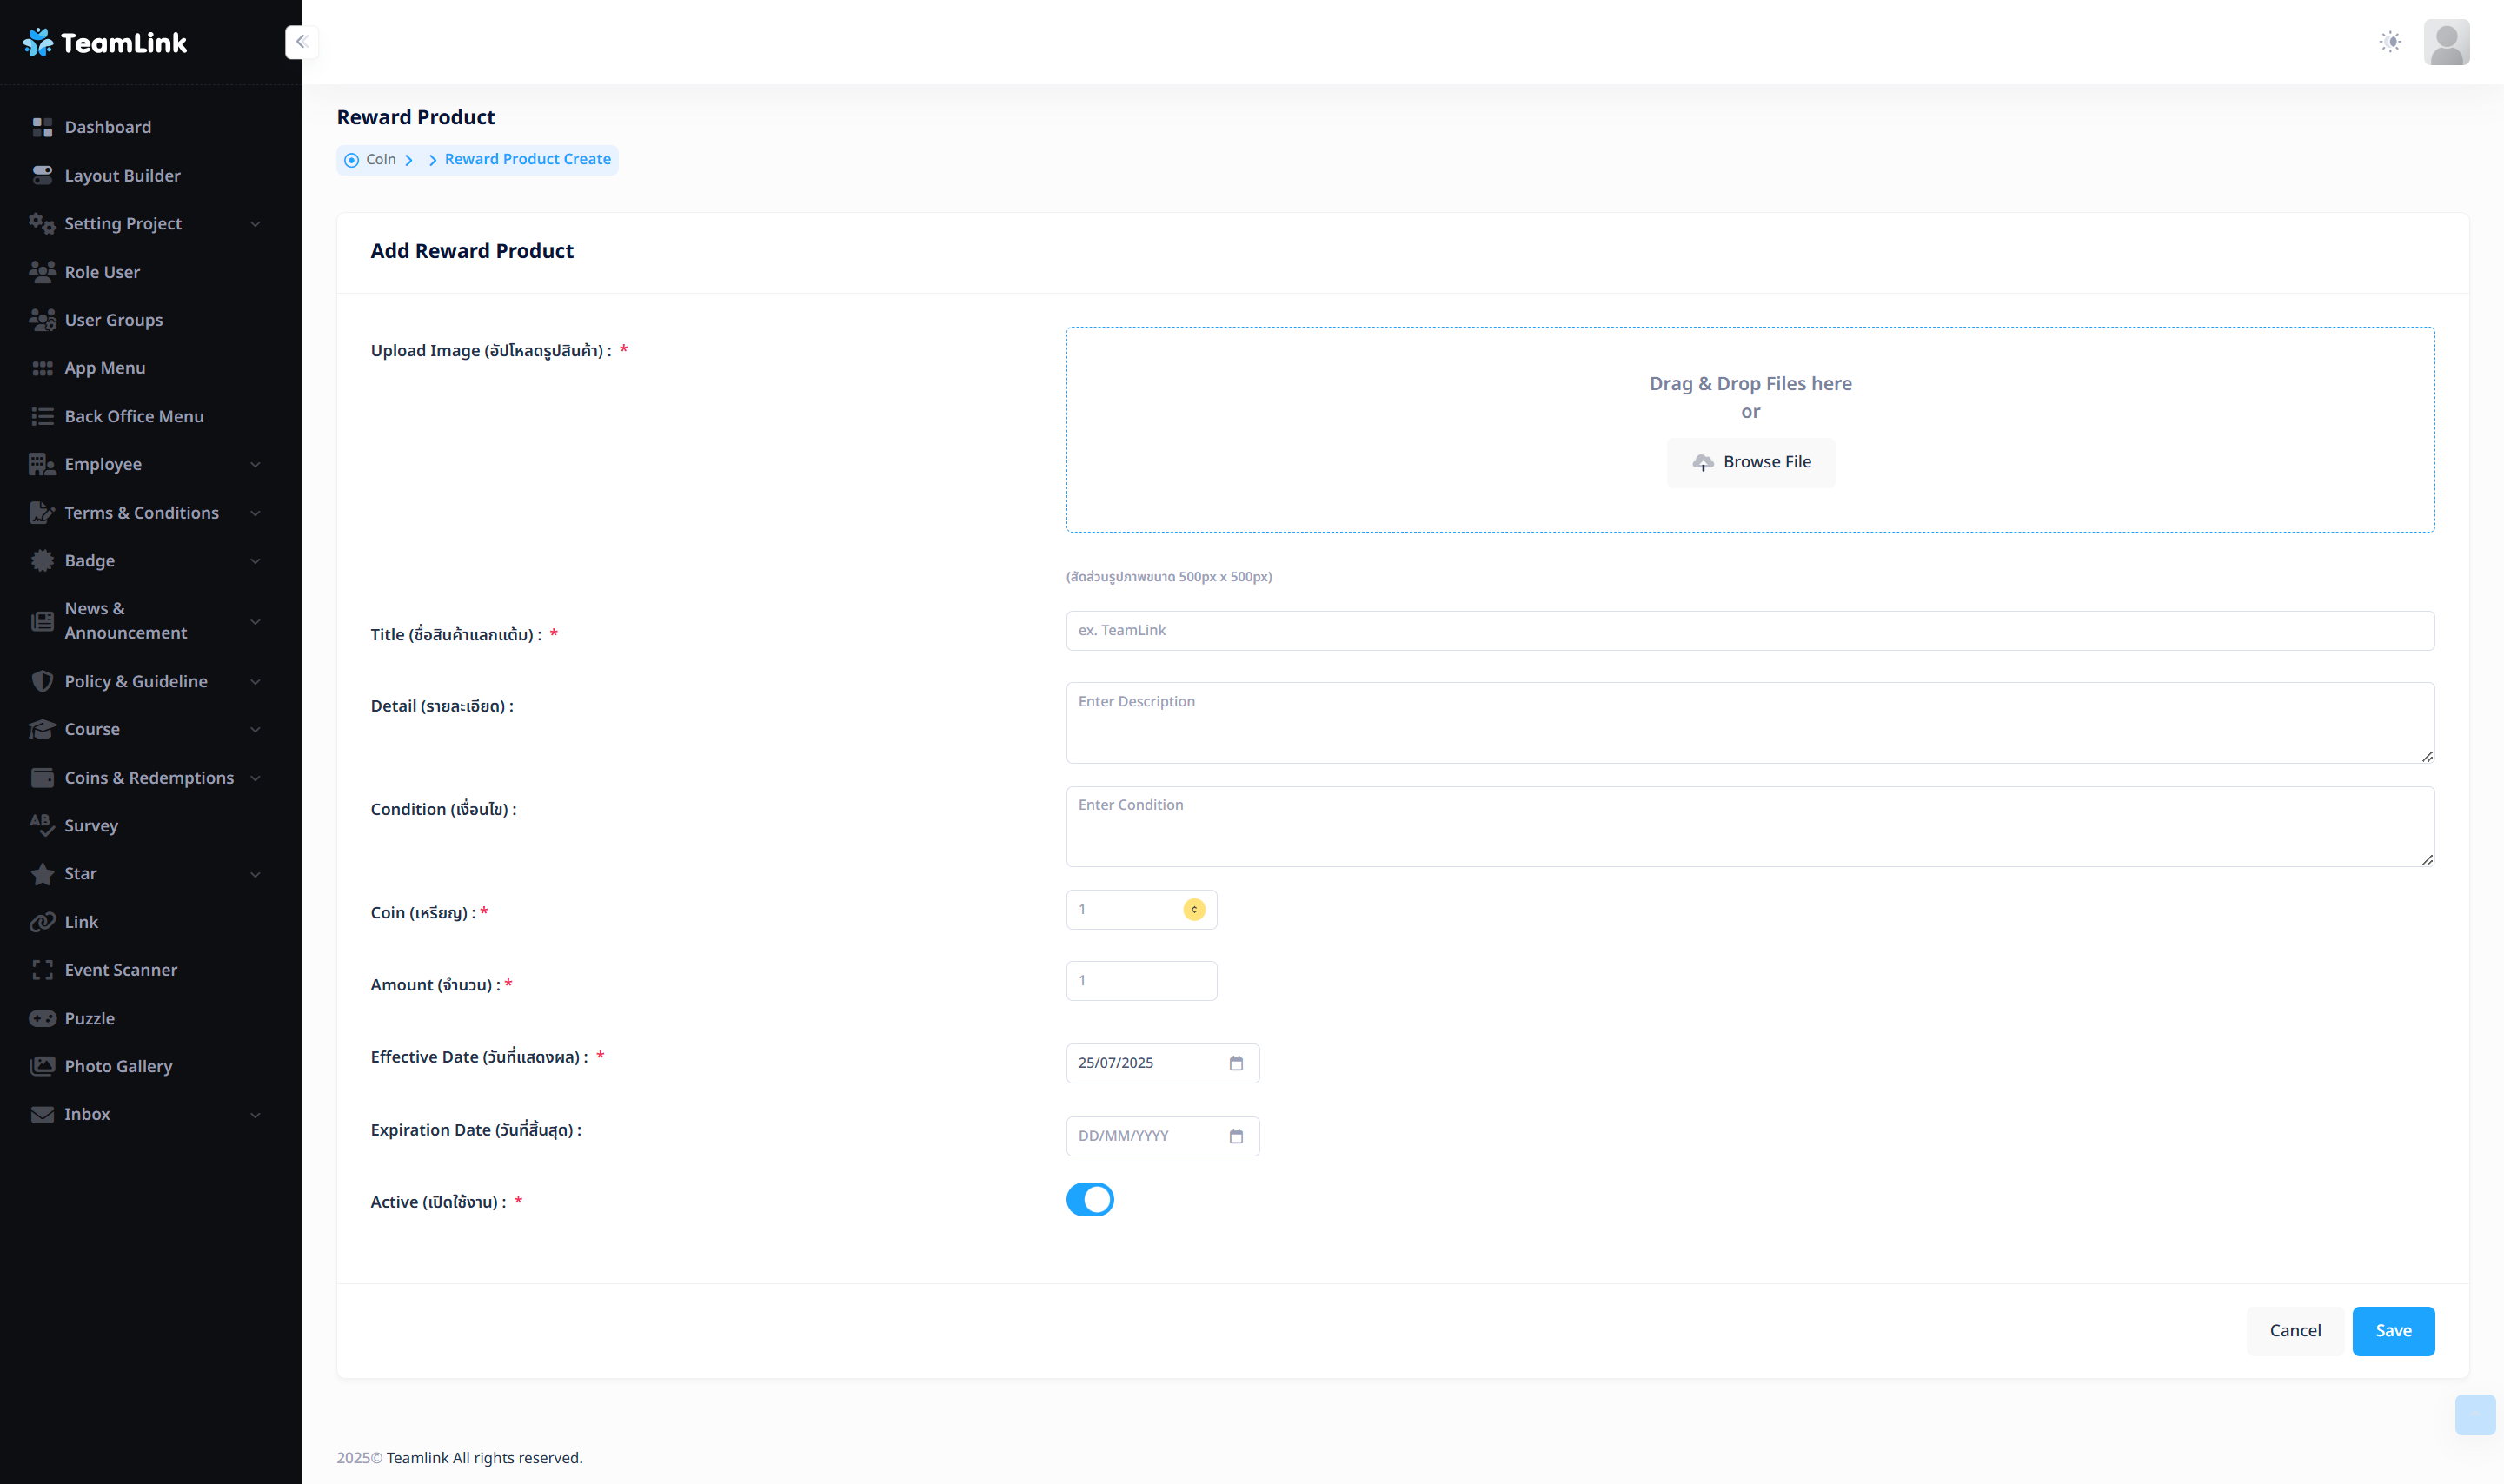 TeamLink
Dashboard
Layout Builder
Setting Project
Role User
User Groups
App Menu
Back Office Menu
Employee
Terms & Conditions
Badge
News &
Announcement
Policy & Guideline
Course
Coins & Redemptions
Survey
Star
Link
Event Scanner
Puzzle
Photo Gallery
Inbox
Reward Product
Coin > > Reward Product Create
Add Reward Product
Upload Image (อัปโหลดรูปสินค้า) : *
Drag & Drop Files here
or
Browse File
(สัดส่วนรูปภาพขนาด 500px x 500px)
Title (ชื่อสินค้าแลกแต้ม) : *
ex. TeamLink
Detail (รายละเอียด) :
Enter Description
Condition (เงื่อนไข) :
Enter Condition
Coin (เหรียญ) : *
1
Amount (จำนวน) : *
1
Effective Date (วันที่แสดงผล) : *
25/07/2025
Expiration Date (วันที่สิ้นสุด) :
DD/MM/YYYY
Active (เปิดใช้งาน) : *
Cancel
Save
2025© Teamlink All rights reserved.